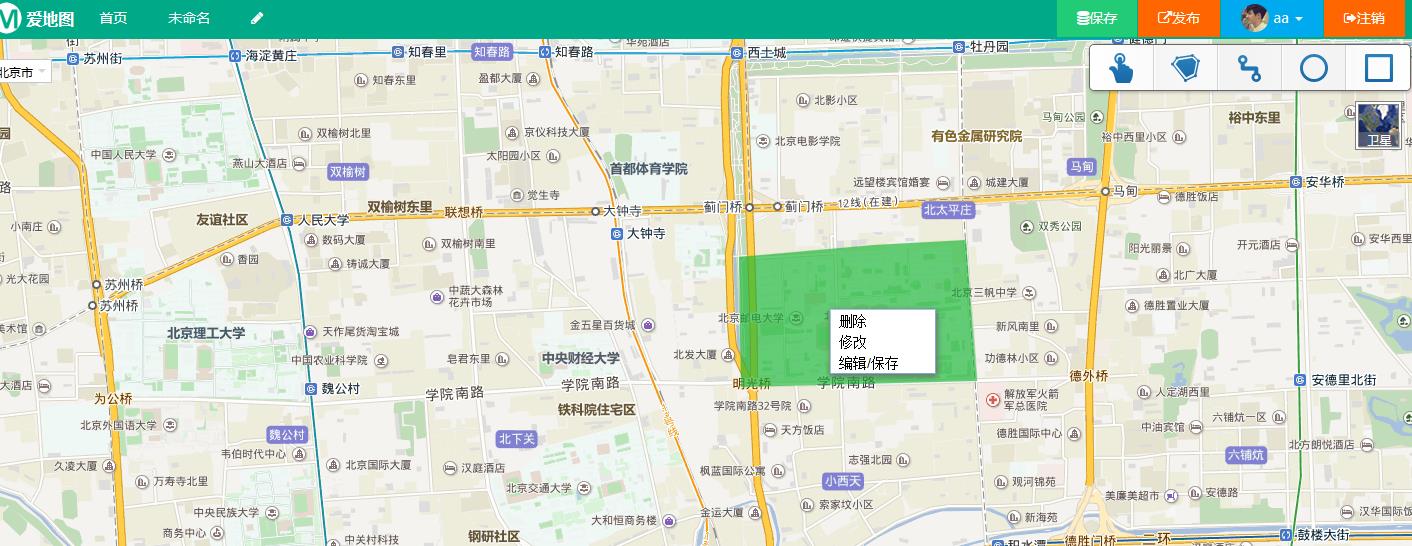 爱地图
首页
未命名
保存
发布
aa
注销
北京市
卫星
苏州街
海淀黄庄
知春里
知春路
知春路
西土城
牡丹园
知春东里
盈都大厦
北影小区
马甸公园
裕中东里
双榆树北里
京仪科技大厦
北京电影学院
有色金属研究院
裕中西里小区
中国人民大学
燕山大酒店
双榆树
太阳园小区
首都体育学院
马甸
远望楼宾馆婚宴
城建大厦
马甸
安华桥
觉生寺
德胜饭店
友谊社区
人民大学
双榆树东里
联想桥
大钟寺
蓟门桥
蓟门桥
12线(在建)
北太平庄
小南庄
数码大厦
双榆树南里
大钟寺
双秀公园
阳光丽景
开元酒店
安华西里
香园
铸诚大厦
光大花园
苏州桥
苏州桥
中蔬大森林
花卉市场
北京三帆中学
北广大厦
德胜置业大厦
美术馆
北京理工大学
天作尾货淘宝城
金五星百货城
北京邮电大学
删除
修改
编辑/保存
新风南里
中国农业科学院
皂君东里
中央财经大学
北发大厦
功德林小区
魏公村
学院南路
学院南路
明光桥
学院南路
德外桥
安德里北街
为公桥
铁科院住宅区
学院南路32号院
解放军火箭
军总医院
人定湖西里
北京外国语大学
魏公村
北下关
天方饭店
德胜国际中心
中油宾馆
六铺炕一区
韦伯时代中心
北方朗悦酒店
六铺炕
久凌大厦
北京国际大厦
汉庭酒店
枫蓝国际公寓
志强北园
万寿寺北里
北京交通大学
小西天
观河锦苑
美廉美超市
安德路
中央民族大学
大和恒商务楼
金运大厦
索家坟小区
新海苑
汉华国际饭店
商务中心
中关村科技
钢研社区
积水潭
德胜门桥
二环
鼓楼大街